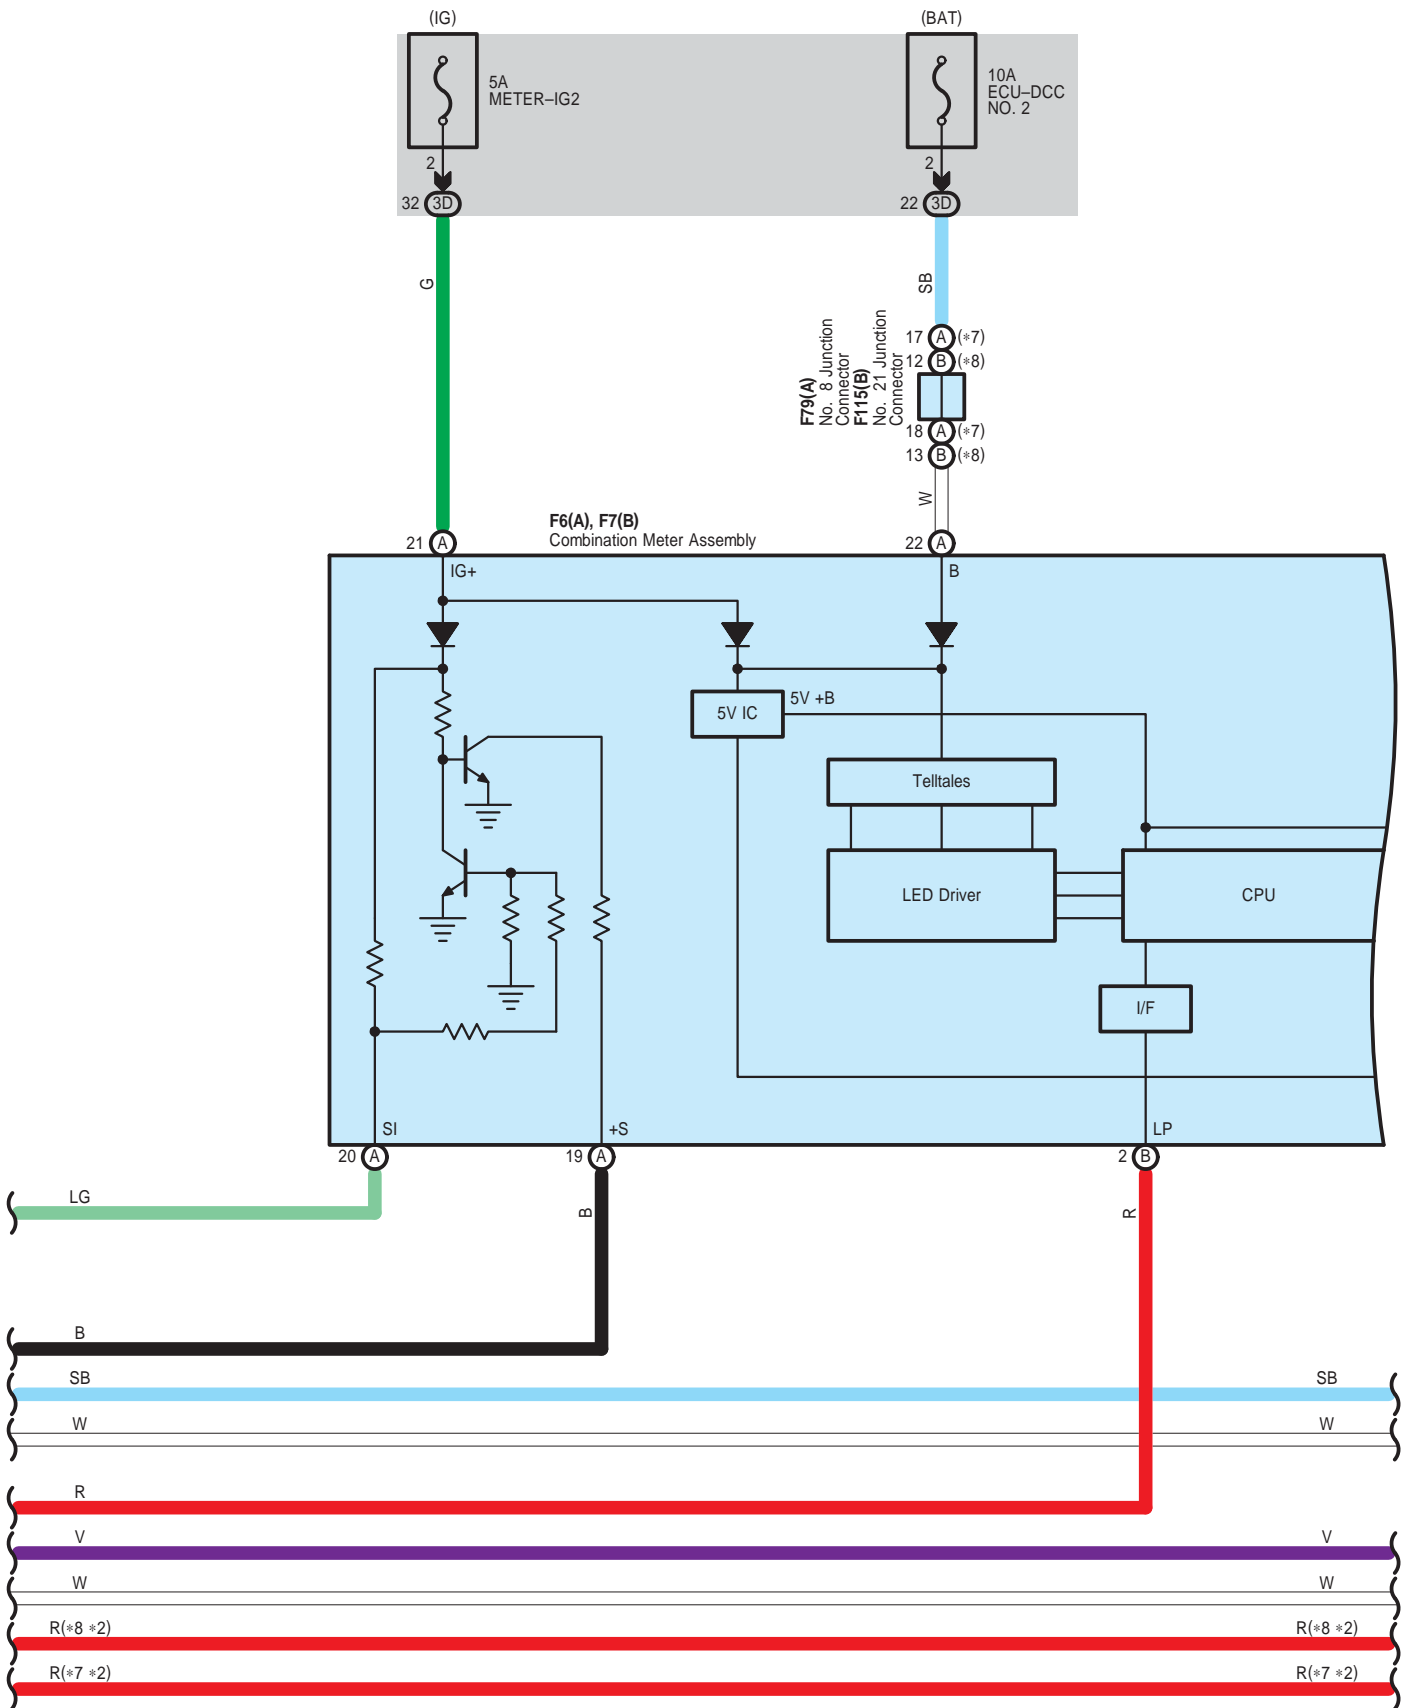 (IG)
(BAT)
5A
METER–IG2
10A
ECU–DCC
NO. 2
2
2
32 3D
22 3D
G
SB
17 A (*7)
12 B (*8)
F79(A)
No. 8 Junction
Connector
F115(B)
No. 21 Junction
Connector
18 A (*7)
13 B (*8)
W
F6(A), F7(B)
Combination Meter Assembly
21 A
22 A
IG+
B
5V IC
5V +B
Telltales
LED Driver
CPU
I/F
SI
+S
LP
20 A
19 A
2 B
LG
B
R
B
SB
SB
W
W
R
V
V
W
W
R(*8 *2)
R(*8 *2)
R(*7 *2)
R(*7 *2)